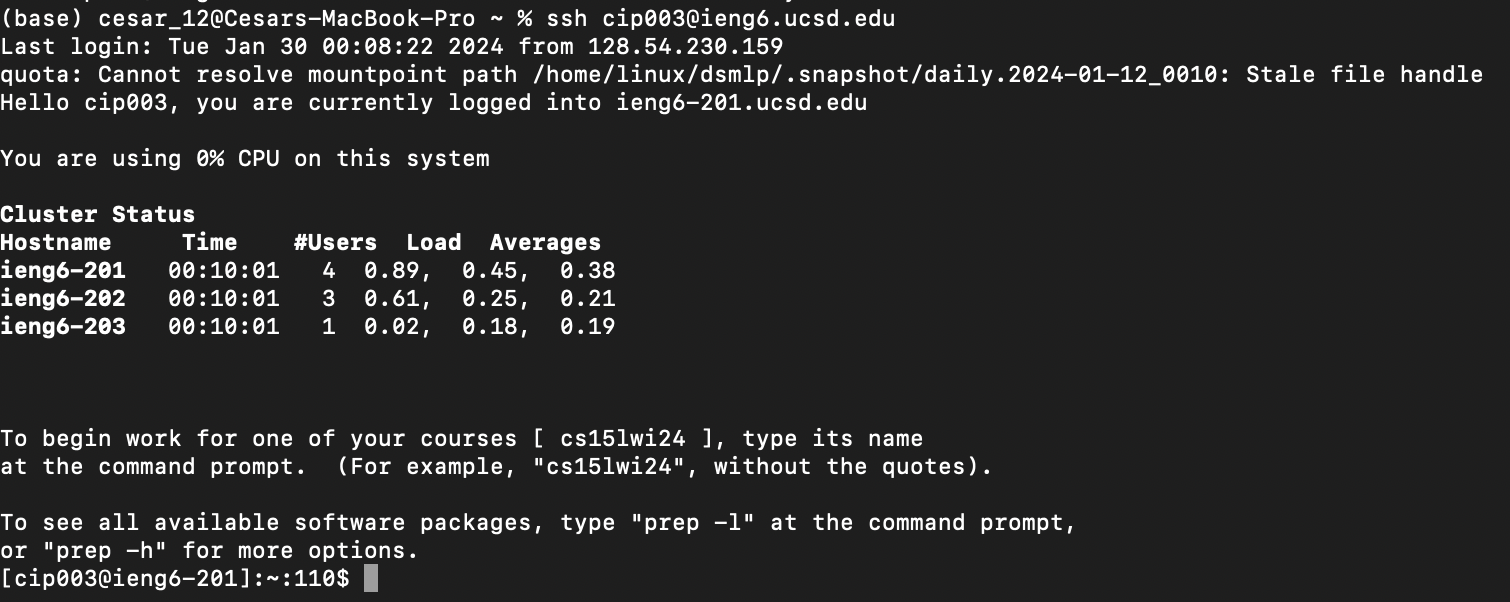 (base) cesar_12@Cesars-MacBook-Pro ~ % ssh cip003@ieng6.ucsd.edu
Last login: Tue Jan 30 00:08:22 2024 from 128.54.230.159
quota: Cannot resolve mountpoint path /home/linux/dsmlp/.snapshot/daily.2024-01-12_0010: Stale file handle
Hello cip003, you are currently logged into ieng6-201.ucsd.edu

You are using 0% CPU on this system

Cluster Status
Hostname     Time    #Users  Load  Averages
ieng6-201   00:10:01   4  0.89,  0.45,  0.38
ieng6-202   00:10:01   3  0.61,  0.25,  0.21
ieng6-203   00:10:01   1  0.02,  0.18,  0.19

To begin work for one of your courses [ cs15lwi24 ], type its name
at the command prompt.  (For example, "cs15lwi24", without the quotes).

To see all available software packages, type "prep -l" at the command prompt,
or "prep -h" for more options.
[cip003@ieng6-201]:~:110$